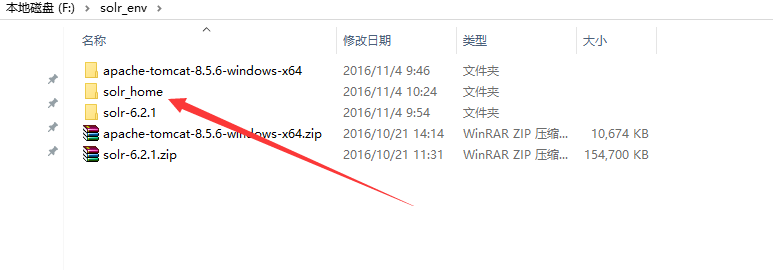 本地磁盘 (F:) › solr_env ›
名称 修改日期 类型 大小
apache-tomcat-8.5.6-windows-x64 2016/11/4 9:46 文件夹
solr_home 2016/11/4 10:24 文件夹
solr-6.2.1 2016/11/4 9:54 文件夹
apache-tomcat-8.5.6-windows-x64.zip 2016/10/21 14:14 WinRAR ZIP 压缩... 10,674 KB
solr-6.2.1.zip 2016/10/21 11:31 WinRAR ZIP 压缩... 154,700 KB